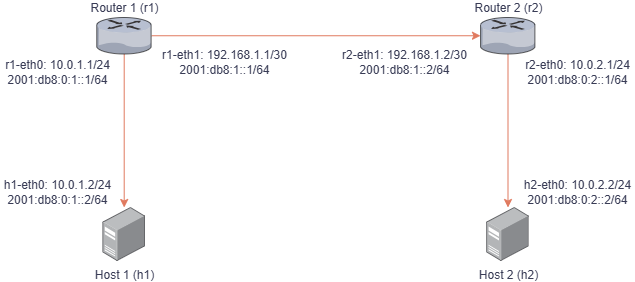 Router 1 (r1)
Router 2 (r2)
r1-eth0: 10.0.1.1/24
2001:db8:0:1::1/64
r1-eth1: 192.168.1.1/30
2001:db8:1::1/64
r2-eth1: 192.168.1.2/30
2001:db8:1::2/64
r2-eth0: 10.0.2.1/24
2001:db8:0:2::1/64
h1-eth0: 10.0.1.2/24
2001:db8:0:1::2/64
h2-eth0: 10.0.2.2/24
2001:db8:0:2::2/64
Host 1 (h1)
Host 2 (h2)